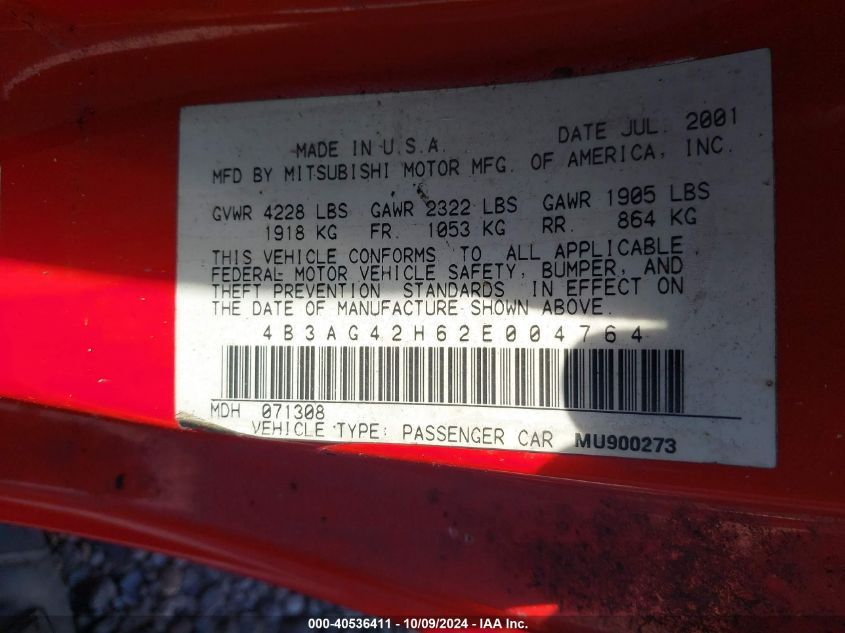 MADE IN U.S.A. DATE JUL. 2001
MFD BY MITSUBISHI MOTOR MFG. OF AMERICA, INC.
GVWR 4228 LBS GAWR 2322 LBS GAWR 1905 LBS
1918 KG FR. 1053 KG RR. 864 KG
THIS VEHICLE CONFORMS TO ALL APPLICABLE
FEDERAL MOTOR VEHICLE SAFETY, BUMPER, AND
THEFT PREVENTION STANDARDS IN EFFECT ON
THE DATE OF MANUFACTURE SHOWN ABOVE.
4B3AG42H62E004764
MDH 071308
VEHICLE TYPE: PASSENGER CAR MU900273
000-40536411 - 10/09/2024 - IAA Inc.